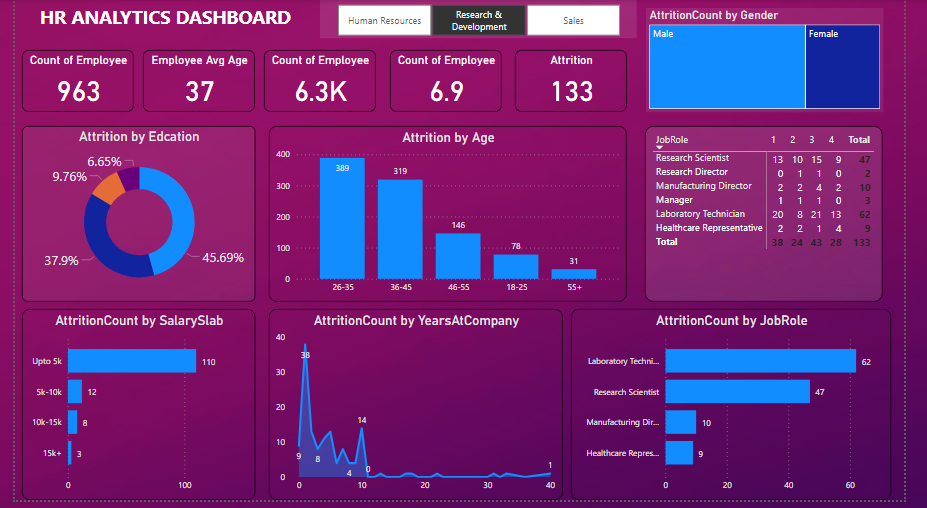 HR ANALYTICS DASHBOARD
Human Resources
Research &
Development
Sales
AttritionCount by Gender
Male
Female
Count of Employee
963
Employee Avg Age
37
Count of Employee
6.3K
Count of Employee
6.9
Attrition
133
Attrition by Edcation
6.65%
9.76%
37.9%
45.69%
Attrition by Age
400
300
200
100
0
389
319
146
78
31
26-35 36-45 46-55 18-25 55+
JobRole 1 2 3 4 Total
Research Scientist 13 10 15 9 47
Research Director 0 1 1 0 2
Manufacturing Director 2 2 4 2 10
Manager 1 1 1 0 3
Laboratory Technician 20 8 21 13 62
Healthcare Representative 2 2 1 4 9
Total 38 24 43 28 133
AttritionCount by SalarySlab
Upto 5k 110
5k-10k 12
10k-15k 8
15k+ 3
0 100
AttritionCount by YearsAtCompany
40
30
20
10
0
38
9
8
4
14
0
1
0 10 20 30 40
AttritionCount by JobRole
Laboratory Techni... 62
Research Scientist 47
Manufacturing Dir... 10
Healthcare Repres... 9
0 20 40 60